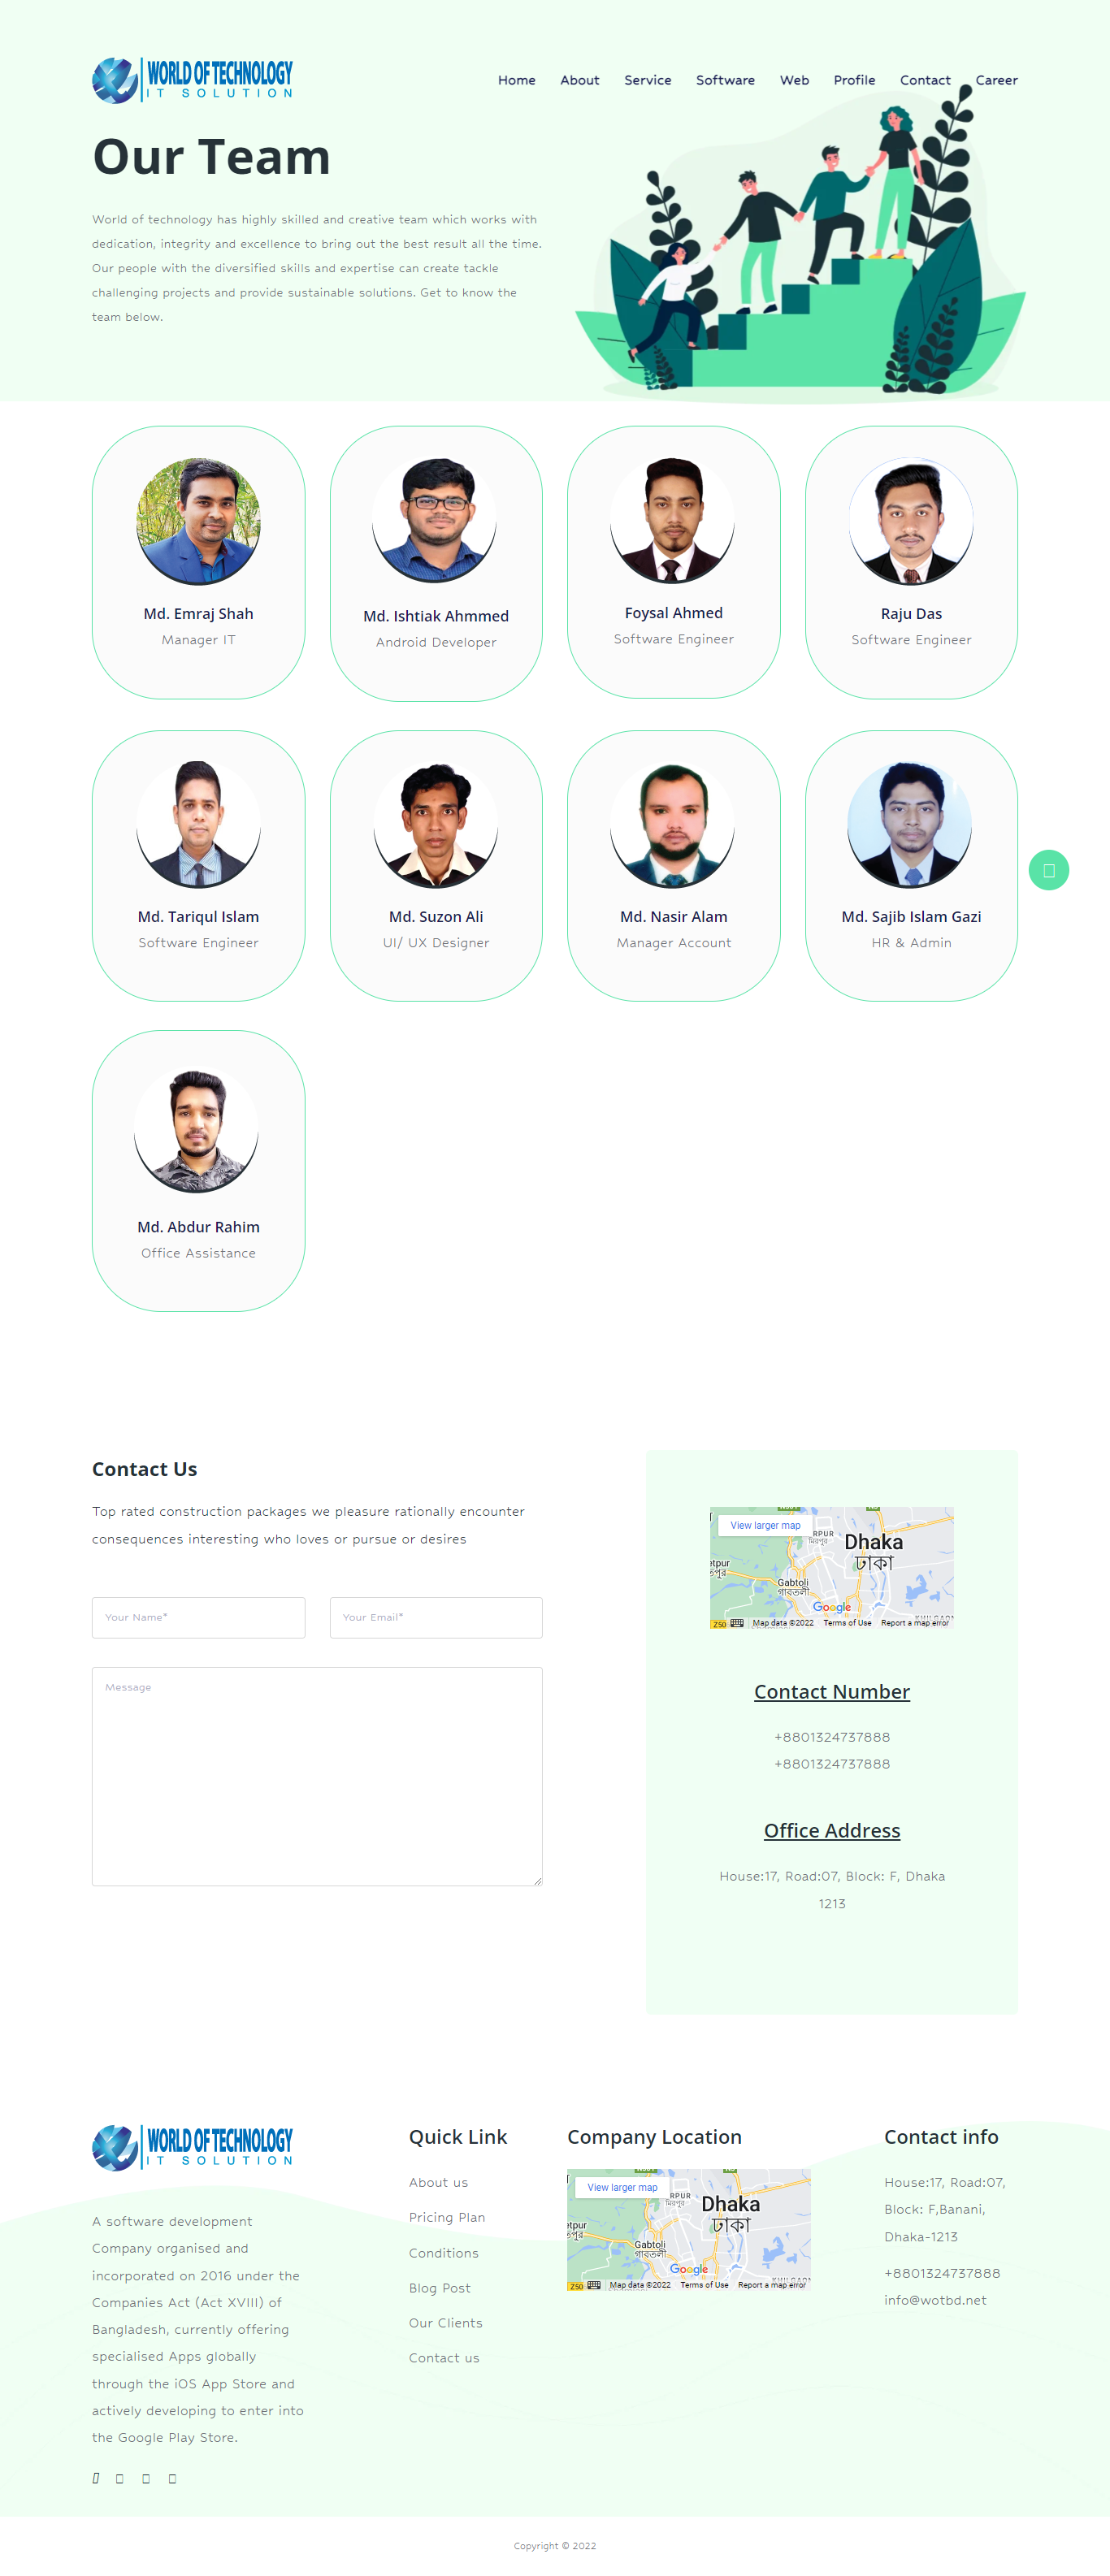 WORLD OF TECHNOLOGY
IT SOLUTION
Home About Service Software Web Profile Contact Career
Our Team
World of technology has highly skilled and creative team which works with
dedication, integrity and excellence to bring out the best result all the time.
Our people with the diversified skills and expertise can create tackle
challenging projects and provide sustainable solutions. Get to know the
team below.
Md. Emraj Shah
Manager IT
Md. Ishtiak Ahmmed
Android Developer
Foysal Ahmed
Software Engineer
Raju Das
Software Engineer
Md. Tariqul Islam
Software Engineer
Md. Suzon Ali
UI/ UX Designer
Md. Nasir Alam
Manager Account
Md. Sajib Islam Gazi
HR & Admin
Md. Abdur Rahim
Office Assistance
Contact Us
Top rated construction packages we pleasure rationally encounter
consequences interesting who loves or pursue or desires
Your Name*
Your Email*
Message
View larger map
Dhaka
ঢাকা
Gabtoli
গাবতলী
Google
Z50
Map data ©2022 Terms of Use Report a map error
Contact Number
+8801324737888
+8801324737888
Office Address
House:17, Road:07, Block: F, Dhaka
1213
WORLD OF TECHNOLOGY
IT SOLUTION
A software development
Company organised and
incorporated on 2016 under the
Companies Act (Act XVIII) of
Bangladesh, currently offering
specialised Apps globally
through the iOS App Store and
actively developing to enter into
the Google Play Store.
Quick Link
About us
Pricing Plan
Conditions
Blog Post
Our Clients
Contact us
Company Location
View larger map
Dhaka
ঢাকা
Gabtoli
গাবতলী
Google
Z50
Map data ©2022 Terms of Use Report a map error
Contact info
House:17, Road:07,
Block: F,Banani,
Dhaka-1213
+8801324737888
info@wotbd.net
Copyright © 2022